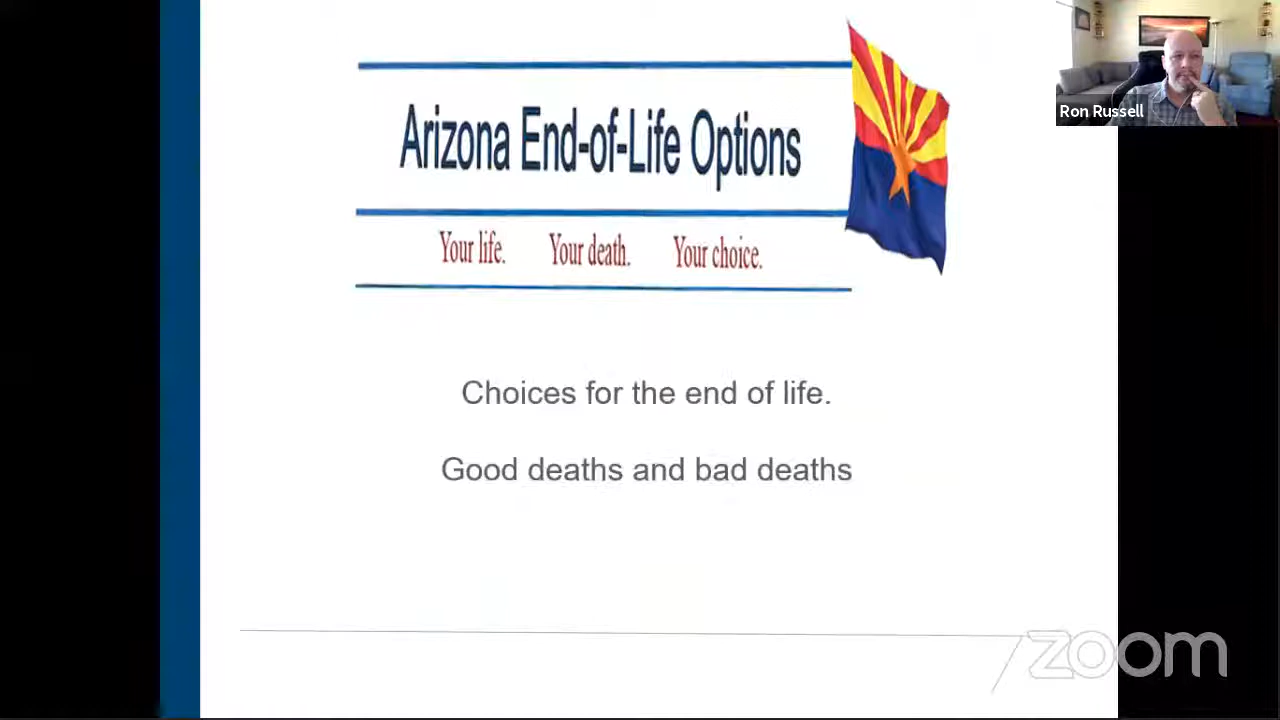 Arizona End-of-Life Options
Your life. Your death. Your choice.
Choices for the end of life.
Good deaths and bad deaths
Ron Russell
zoom